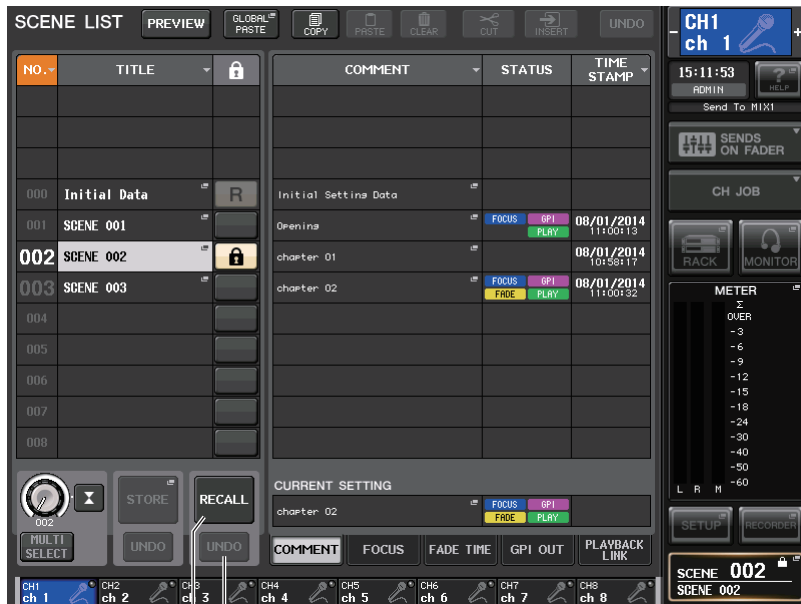 SCENE LIST PREVIEW GLOBAL PASTE COPY PASTE CLEAR CUT INSERT UNDO
CH1
ch 1
- +
NO. TITLE COMMENT STATUS TIME STAMP
15:11:53
ADMIN
? HELP
Send To MIX1
SENDS ON FADER
CH JOB
RACK MONITOR
000 Initial Data R Initial Setting Data
001 SCENE 001 Opening FOCUS GPI PLAY 08/01/2014 11:00:13
002 SCENE 002 chapter 01 08/01/2014 10:58:17
003 SCENE 003 chapter 02 FOCUS GPI FADE PLAY 08/01/2014 11:00:32
004
005
006
007
008
METER
Σ
OVER
-3
-6
-9
-12
-15
-18
-24
-30
-40
-50
-60
L R M
002
STORE RECALL
MULTI SELECT UNDO UNDO
CURRENT SETTING
chapter 02 FOCUS GPI FADE PLAY
COMMENT FOCUS FADE TIME GPI OUT PLAYBACK LINK
SETUP RECORDER
SCENE 002
SCENE 002
CH1 CH2 CH3 CH4 CH5 CH6 CH7 CH8
ch 1 ch 2 ch 3 ch 4 ch 5 ch 6 ch 7 ch 8